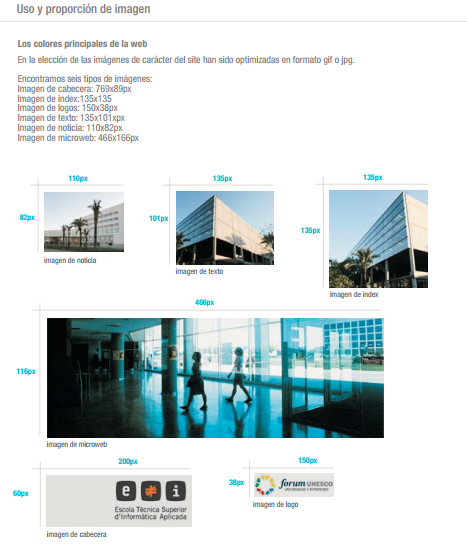 Uso y proporción de imagen
Los colores principales de la web
En la elección de las imágenes de carácter del site han sido optimizadas en formato gif o jpg.
Encontramos seis tipos de imágenes:
Imagen de cabecera: 769x89px
Imagen de index:135x135
Imagen de logos: 150x38px
Imagen de texto: 135x101xpx
Imagen de noticia: 110x82px
Imagen de microweb: 466x166px
110px
135px
135px
82px
101px
135px
imagen de noticia
imagen de texto
imagen de index
466px
116px
imagen de microweb
200px
150px
60px
e * i
Escola Tècnica Superior
d'Informàtica Aplicada
38px
forum UNESCO
UNIVERSIDAD Y PATRIMONIO
imagen de cabecera
imagen de logo